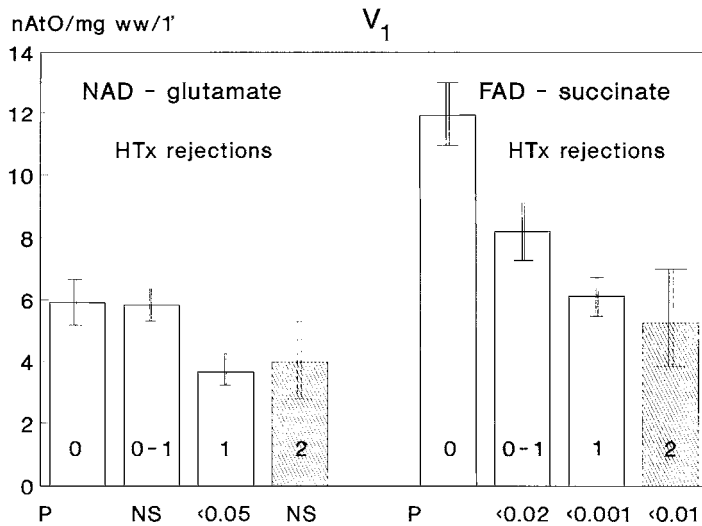 nAtO/mg ww/1' V1
14
NAD - glutamate FAD - succinate
12
HTx rejections HTx rejections
10
8
6
4
2
0 0-1 1 2 0 0-1 1 2
0
P NS <0.05 NS P <0.02 <0.001 <0.01